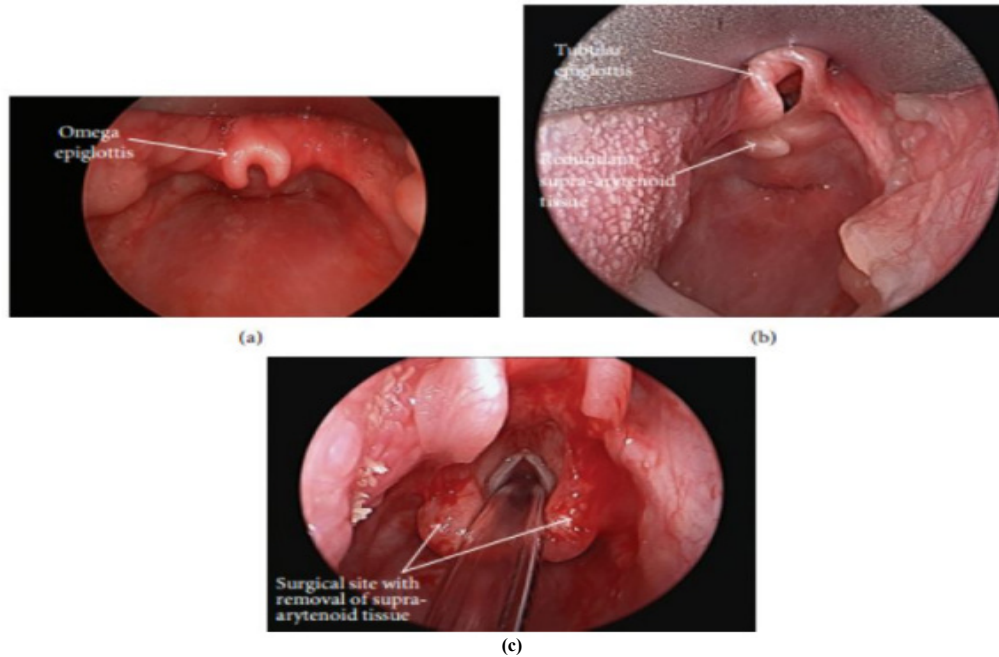 Omega
epiglottis
(a)
Tubular
epiglottis
Redundant
supra-arytenoid
tissue
(b)
Surgical site with
removal of supra-
arytenoid tissue
(c)